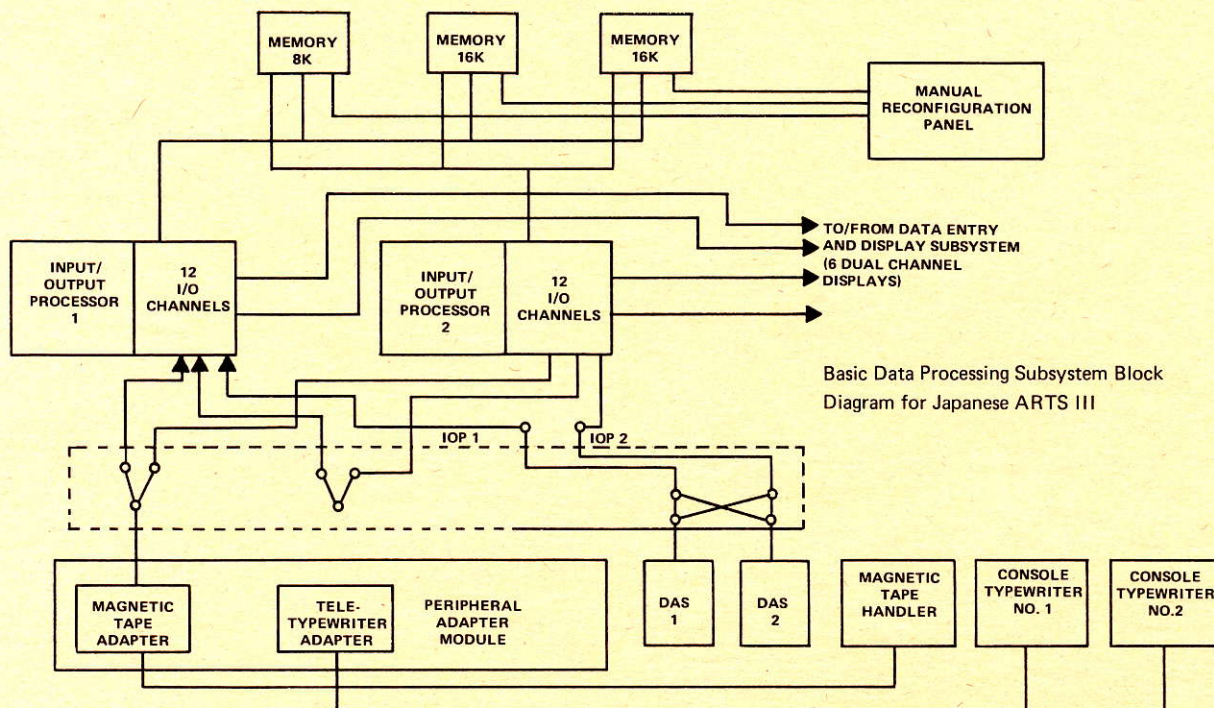 MEMORY
8K
MEMORY
16K
MEMORY
16K
MANUAL
RECONFIGURATION
PANEL
TO/FROM DATA ENTRY
AND DISPLAY SUBSYSTEM
(6 DUAL CHANNEL
DISPLAYS)
INPUT/
OUTPUT
PROCESSOR
1
12
I/O
CHANNELS
INPUT/
OUTPUT
PROCESSOR
2
12
I/O
CHANNELS
Basic Data Processing Subsystem Block
Diagram for Japanese ARTS III
IOP 1
IOP 2
MAGNETIC
TAPE
ADAPTER
TELE-
TYPEWRITER
ADAPTER
PERIPHERAL
ADAPTER
MODULE
DAS
1
DAS
2
MAGNETIC
TAPE
HANDLER
CONSOLE
TYPEWRITER
NO. 1
CONSOLE
TYPEWRITER
NO.2